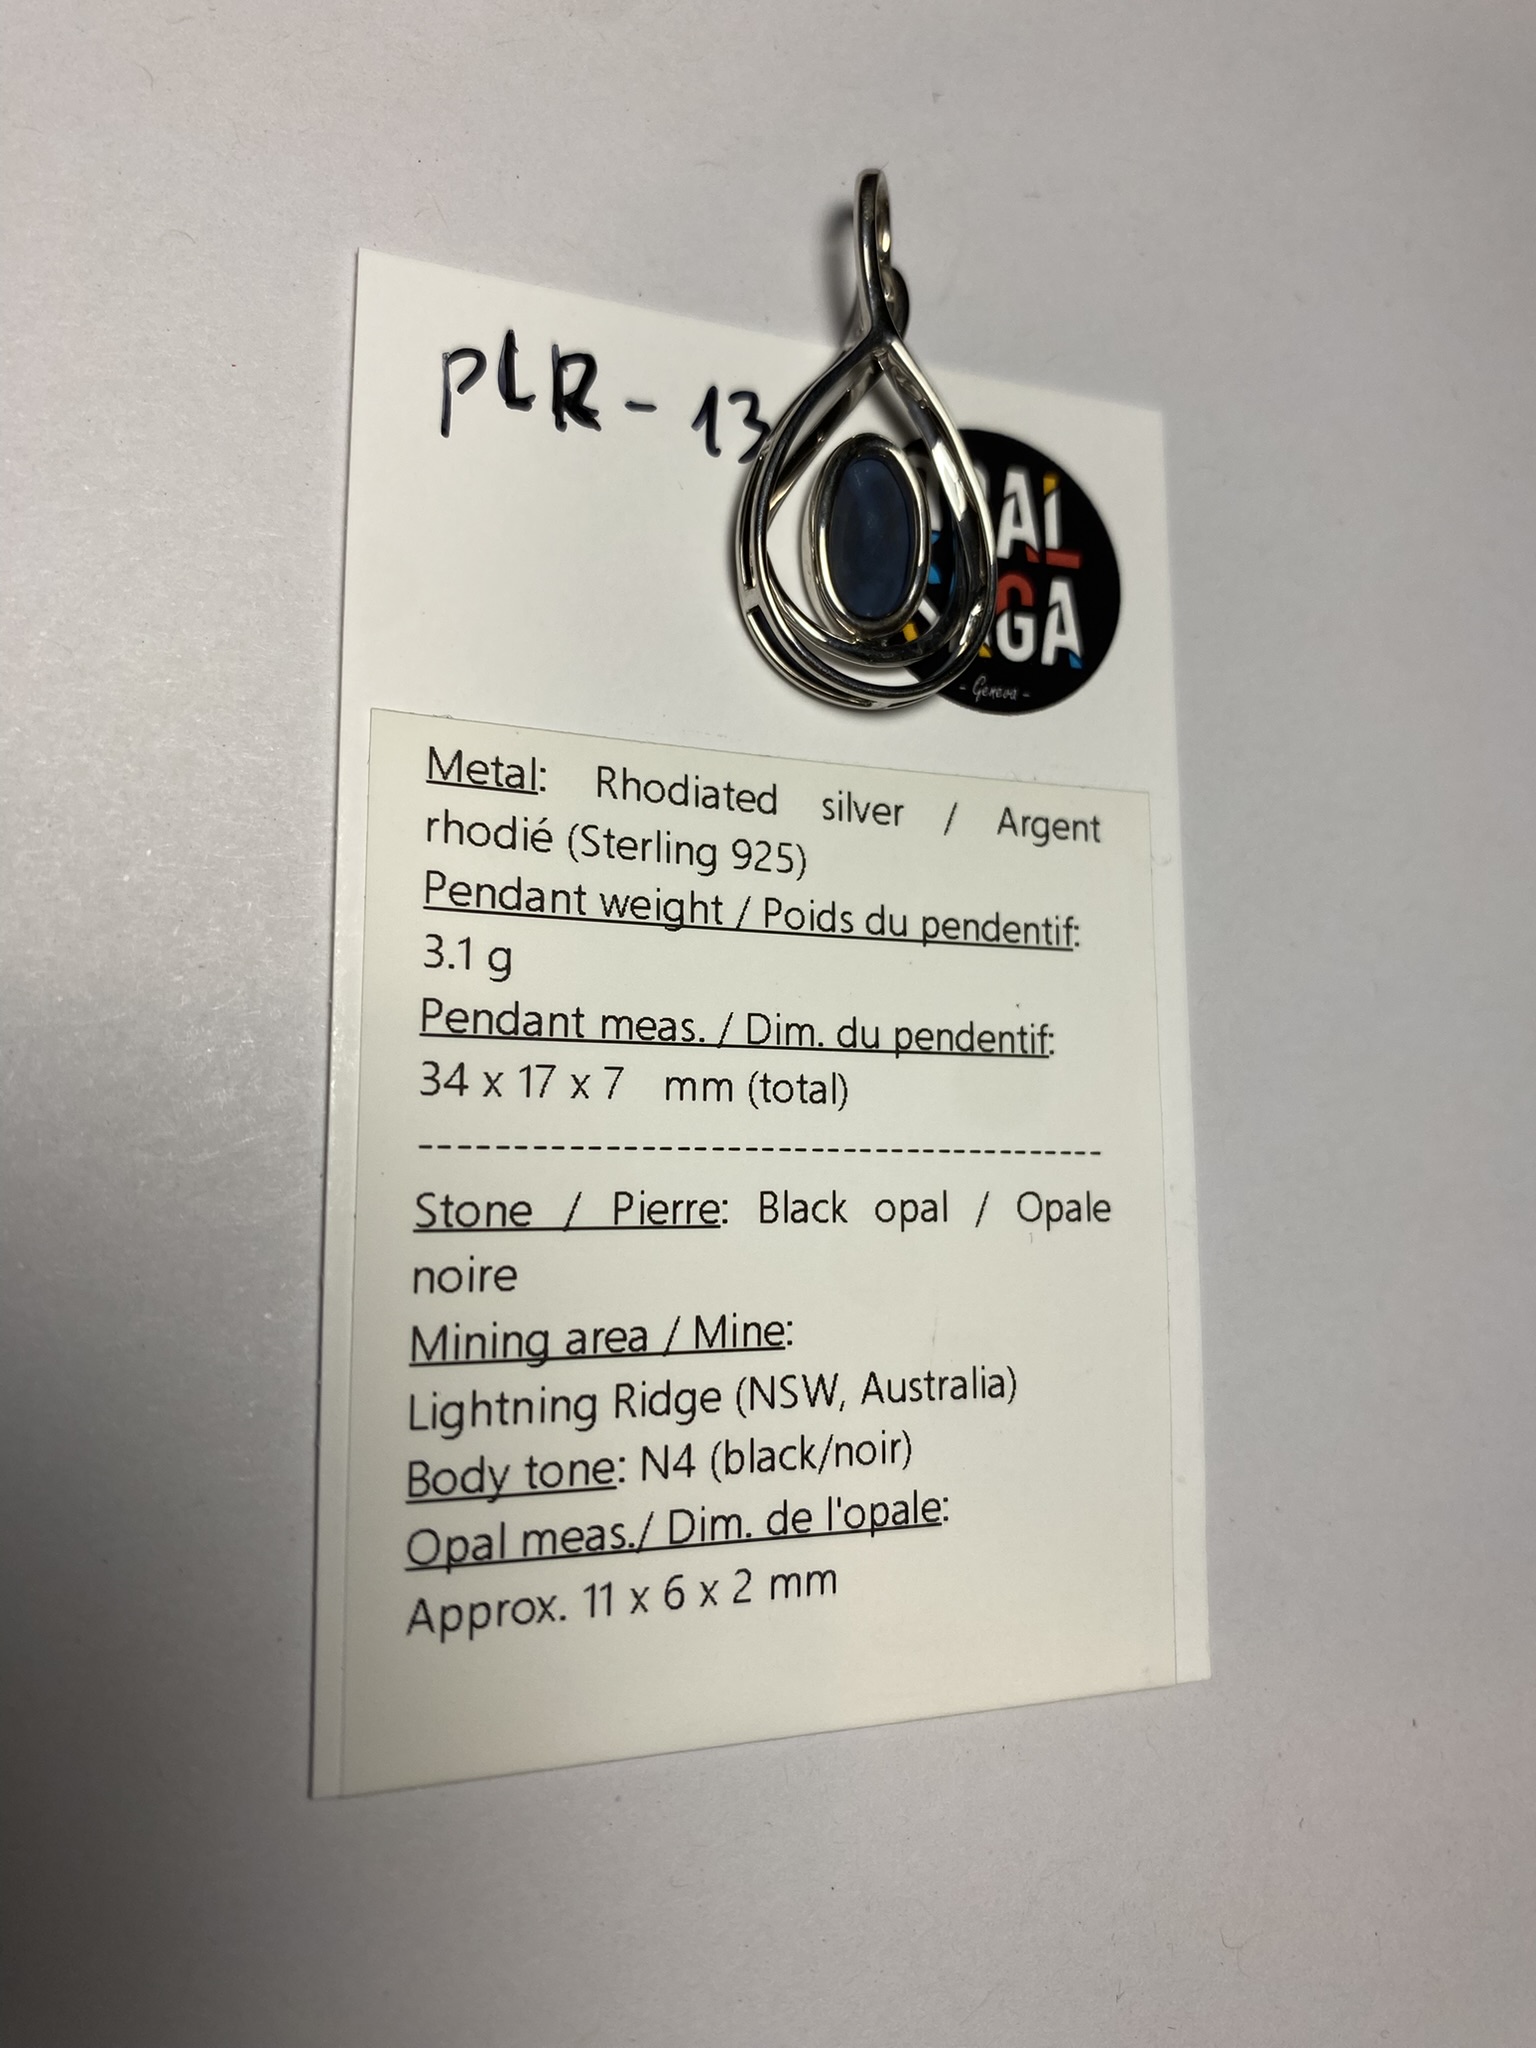 PLR-13
Metal: Rhodiated silver / Argent
rhodié (Sterling 925)
Pendant weight / Poids du pendentif:
3.1 g
Pendant meas. / Dim. du pendentif:
34 x 17 x 7 mm (total)
----------------------------------------
Stone / Pierre: Black opal / Opale
noire
Mining area / Mine:
Lightning Ridge (NSW, Australia)
Body tone: N4 (black/noir)
Opal meas./ Dim. de l'opale:
Approx. 11 x 6 x 2 mm
- Geneva -